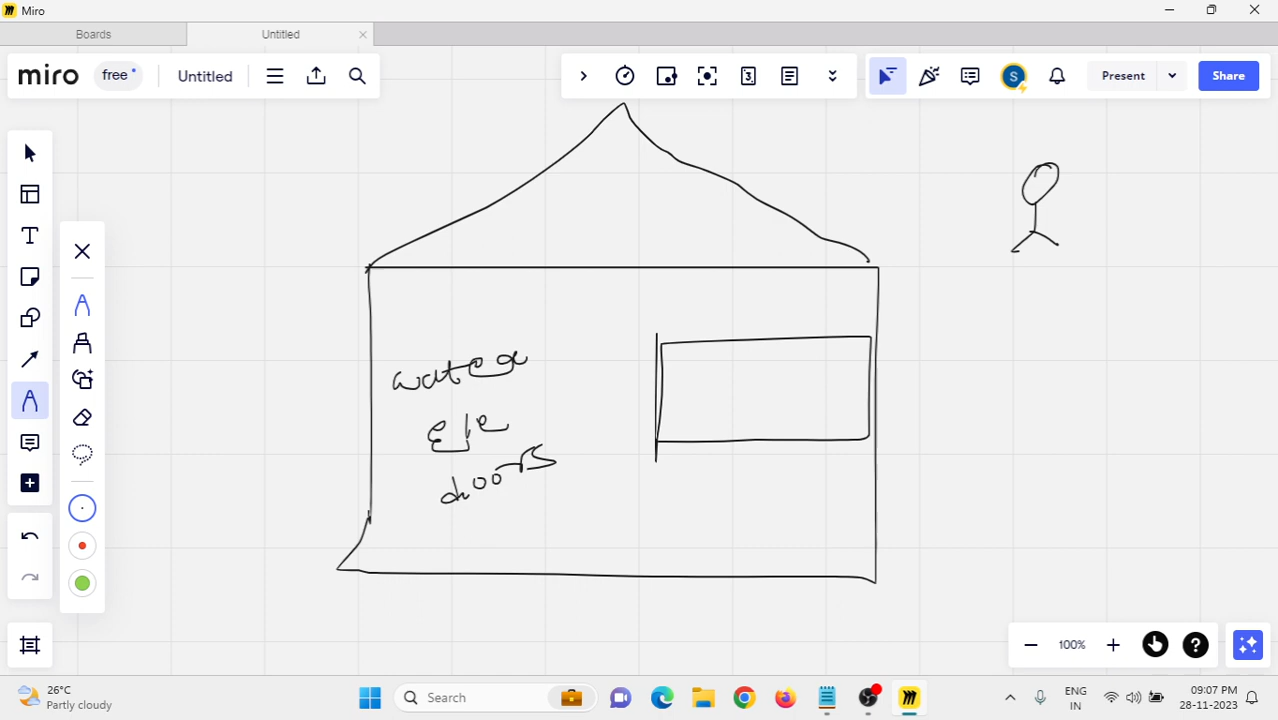 Miro
Boards
Untitled
miro
free
Untitled
3
S
Present
Share
water
ele
doors
100%
?
26°C
Partly cloudy
Search
ENG
IN
09:07 PM
28-11-2023